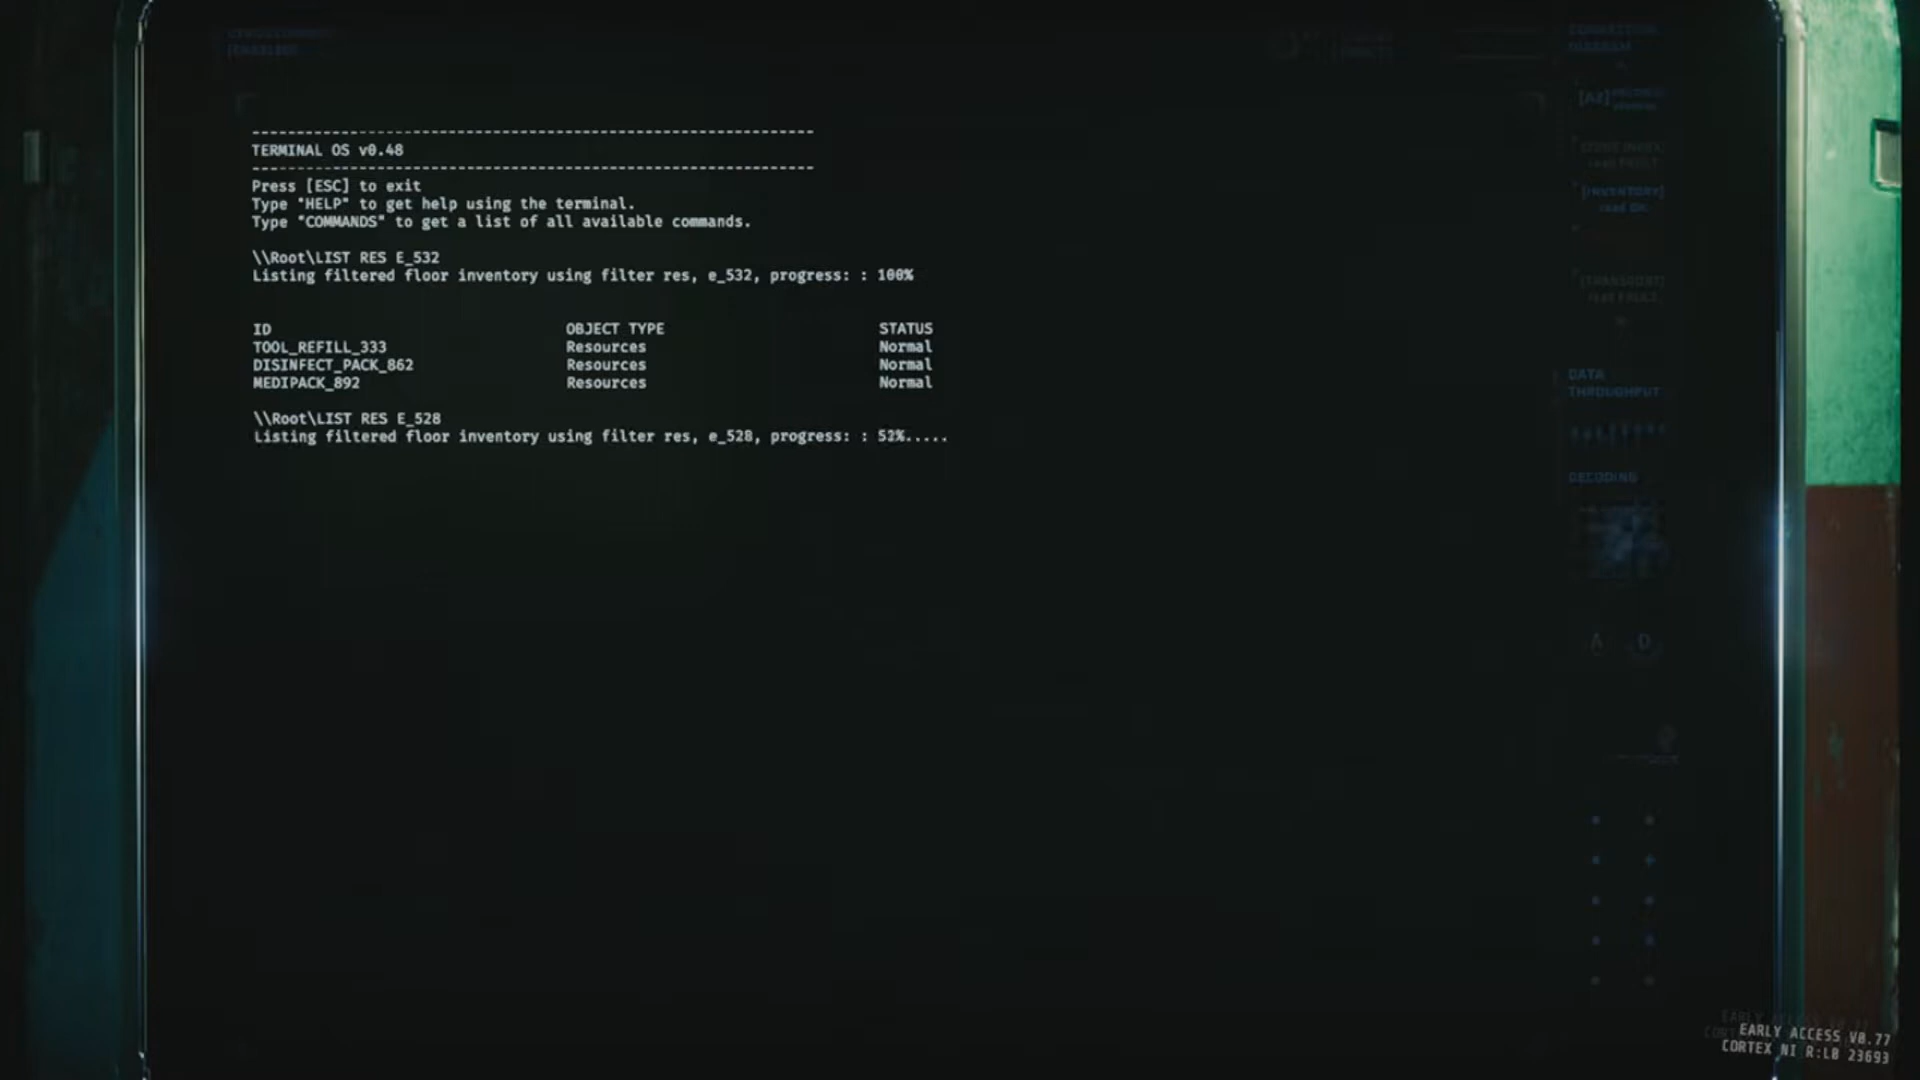 ------------------------------------------------------------------
TERMINAL OS v0.48
------------------------------------------------------------------
Press [ESC] to exit
Type "HELP" to get help using the terminal.
Type "COMMANDS" to get a list of all available commands.
\\Root\LIST RES E_532
Listing filtered floor inventory using filter res, e_532, progress: : 100%
ID OBJECT TYPE STATUS
TOOL_REFILL_333 Resources Normal
DISINFECT_PACK_862 Resources Normal
MEDIPACK_892 Resources Normal
\\Root\LIST RES E_528
Listing filtered floor inventory using filter res, e_528, progress: : 52%.....
[INVENTORY]
DATA
THROUGHPUT
DECODING
A D
EARLY ACCESS V0.77
CORTEX NI R:L0 23693